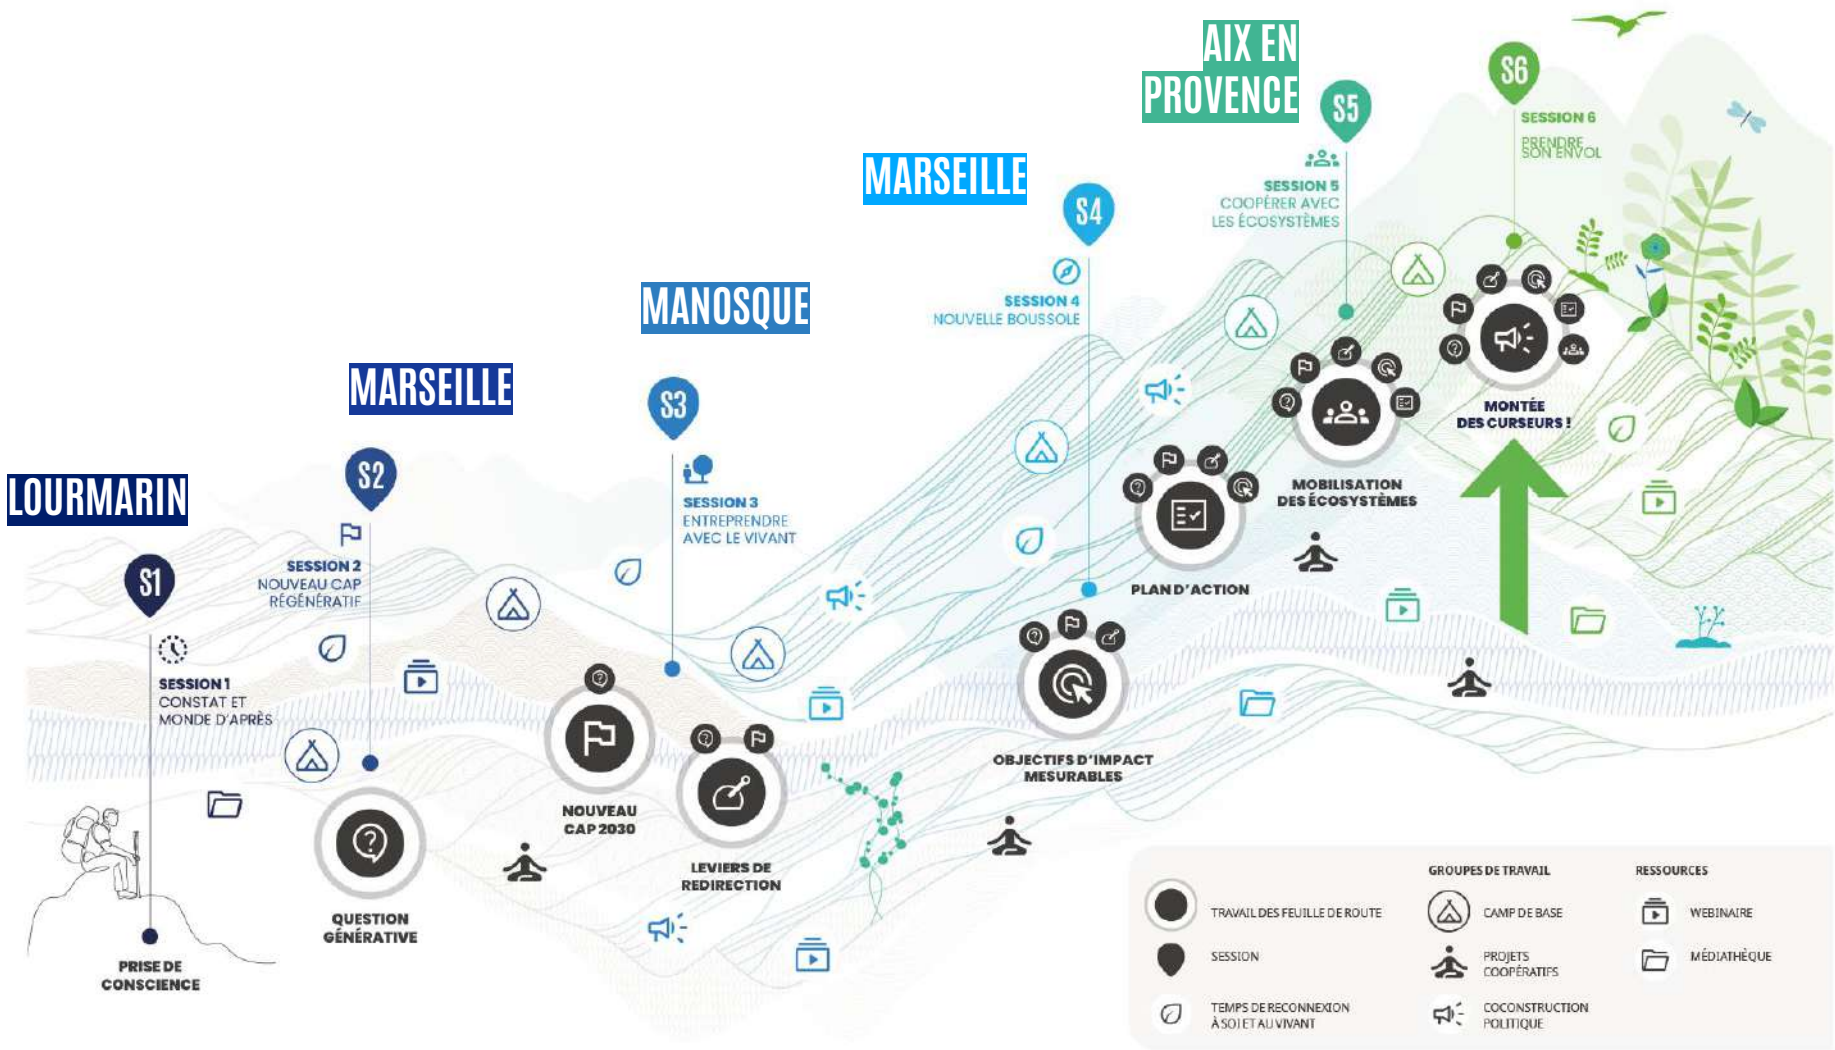 LOURMARIN
S1
SESSION 1
CONSTAT ET
MONDE D'APRÈS
PRISE DE
CONSCIENCE
MARSEILLE
S2
SESSION 2
NOUVEAU CAP
RÉGÉNÉRATIF
QUESTION
GÉNÉRATIVE
NOUVEAU
CAP 2030
MANOSQUE
S3
SESSION 3
ENTREPRENDRE
AVEC LE VIVANT
LEVIERS DE
REDIRECTION
MARSEILLE
S4
SESSION 4
NOUVELLE BOUSSOLE
OBJECTIFS D'IMPACT
MESURABLES
PLAN D'ACTION
AIX EN
PROVENCE
S5
SESSION 5
COOPÉRER AVEC
LES ÉCOSYSTÈMES
MOBILISATION
DES ÉCOSYSTÈMES
S6
SESSION 6
PRENDRE
SON ENVOL
MONTÉE
DES CURSEURS !
TRAVAIL DES FEUILLE DE ROUTE
SESSION
TEMPS DE RECONNEXION
À SOI ET AU VIVANT
GROUPES DE TRAVAIL
CAMP DE BASE
PROJETS
COOPÉRATIFS
COCONSTRUCTION
POLITIQUE
RESSOURCES
WEBINAIRE
MÉDIATHÈQUE